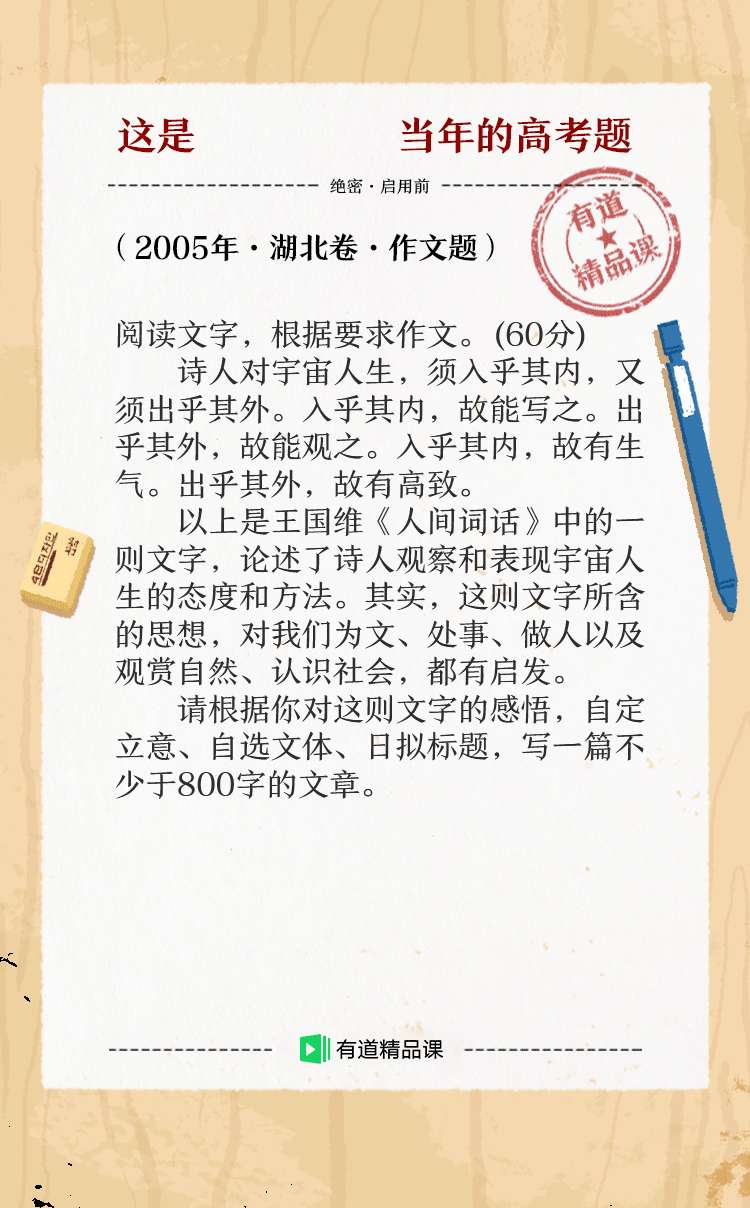 这是 当年的高考题
绝密·启用前
有道
精品课
（2005年·湖北卷·作文题）
阅读文字，根据要求作文。(60分)
诗人对宇宙人生，须入乎其内，又
须出乎其外。入乎其内，故能写之。出
乎其外，故能观之。入乎其内，故有生
气。出乎其外，故有高致。
以上是王国维《人间词话》中的一
则文字，论述了诗人观察和表现宇宙人
生的态度和方法。其实，这则文字所含
的思想，对我们为文、处事、做人以及
观赏自然、认识社会，都有启发。
请根据你对这则文字的感悟，自定
立意、自选文体、日拟标题，写一篇不
少于800字的文章。
有道精品课